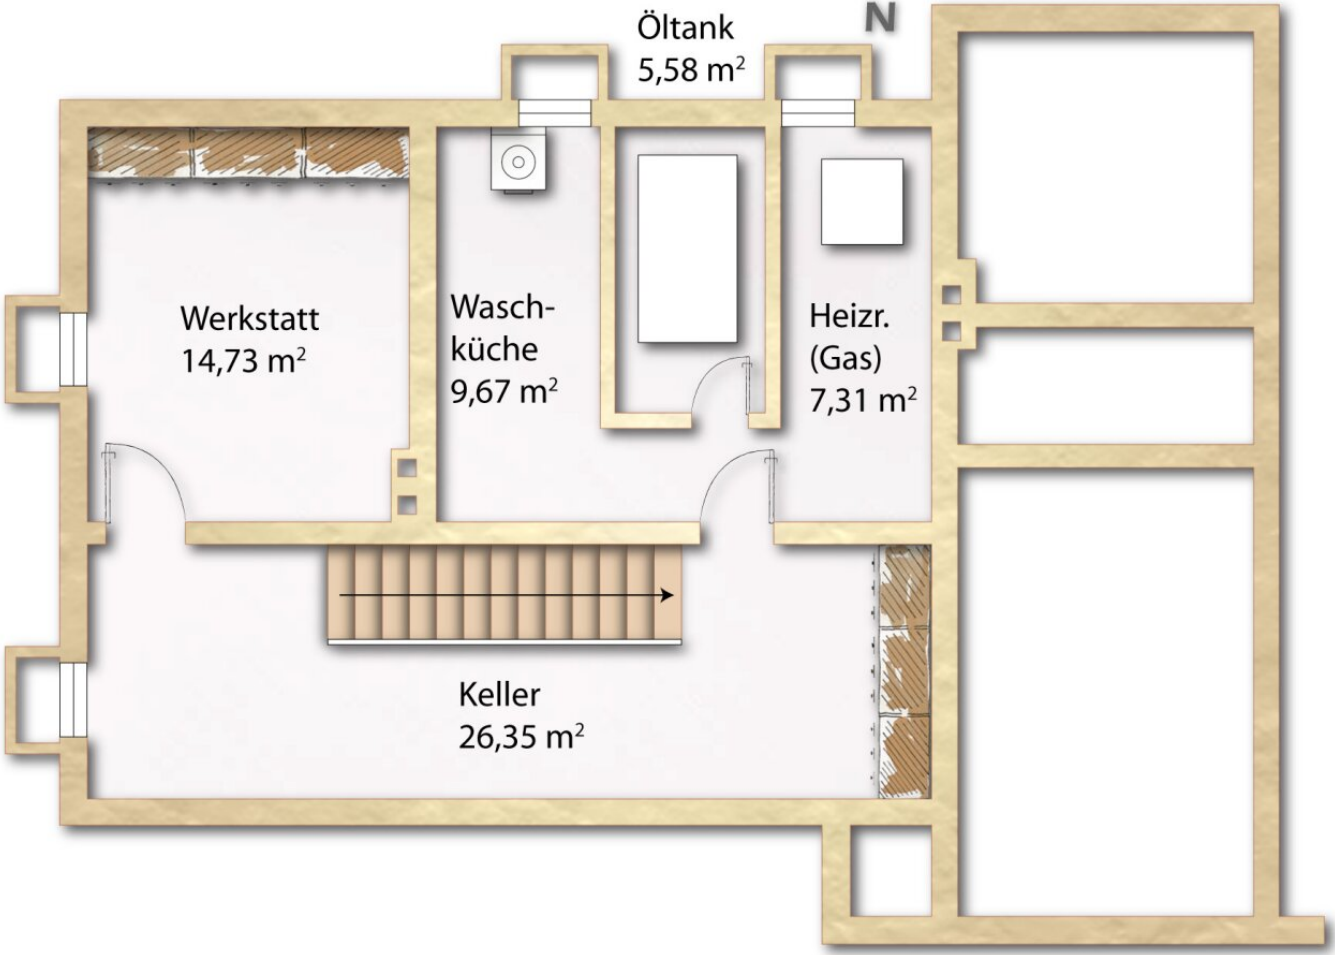 Öltank
5,58 m²
N
Werkstatt
14,73 m²
Wasch-
küche
9,67 m²
Heizr.
(Gas)
7,31 m²
Keller
26,35 m²